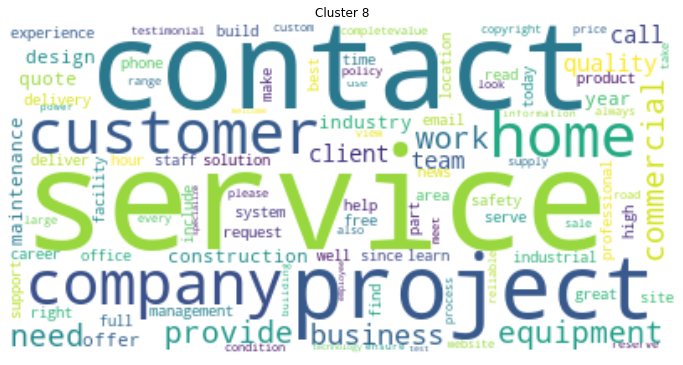 Cluster 8
experience testimonial build custom completevalue copyright price take
design phone contact time policy use location read today look call
quote range make best quality product
delivery power welcome year
maintenance customer industry email work home commercial
deliver hour staff solution client team view news supply information always
facility service
include specialize every please system request help free also area part meet safety serve professional high road sale
large career office construction well since learn industrial reliable
support company building employee project find process great site
right full management
need offer provide business equipment
condition technology ensure test website reserve